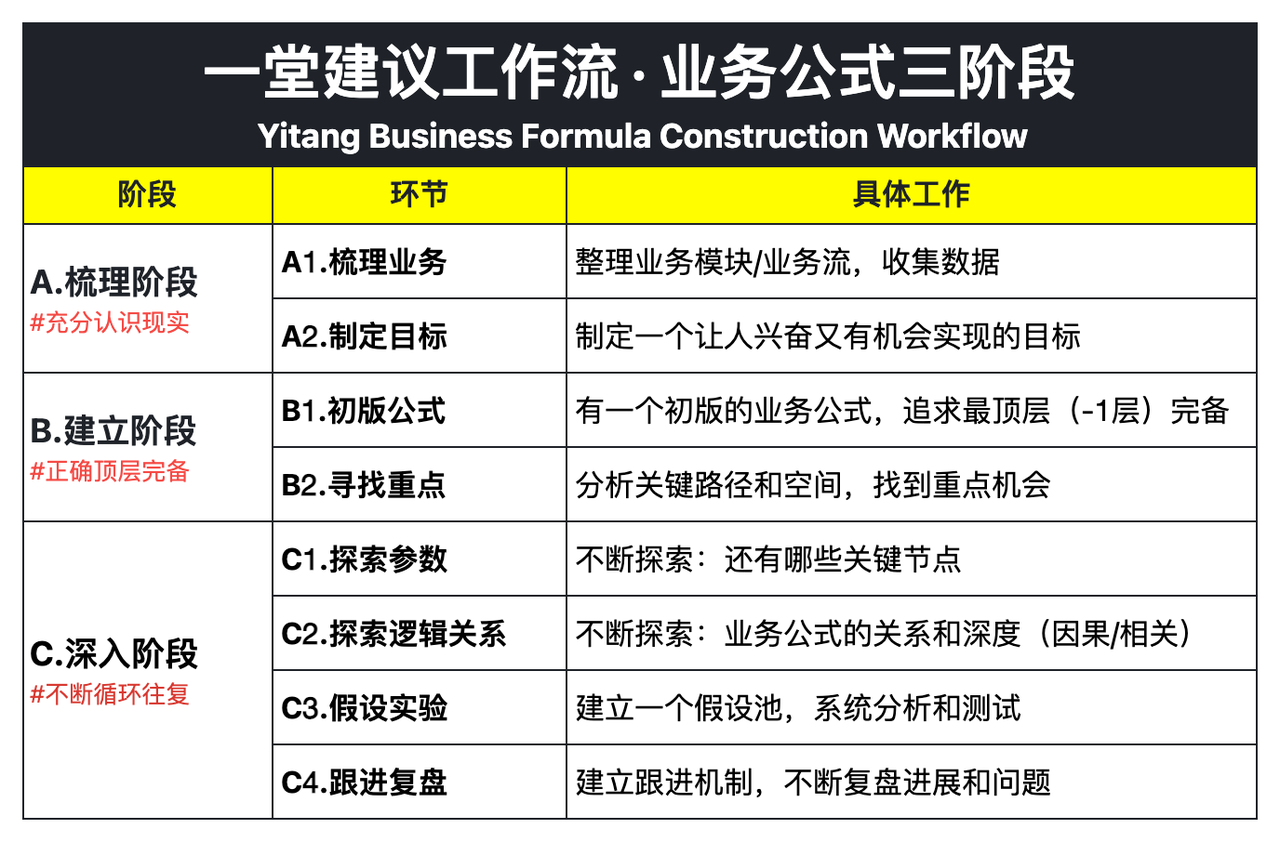 一堂建议工作流·业务公式三阶段
Yitang Business Formula Construction Workflow
阶段 环节 具体工作
A.梳理阶段
#充分认识现实
A1.梳理业务 整理业务模块/业务流，收集数据
A2.制定目标 制定一个让人兴奋又有机会实现的目标
B.建立阶段
#正确顶层完备
B1.初版公式 有一个初版的业务公式，追求最顶层（-1层）完备
B2.寻找重点 分析关键路径和空间，找到重点机会
C.深入阶段
#不断循环往复
C1.探索参数 不断探索：还有哪些关键节点
C2.探索逻辑关系 不断探索：业务公式的关系和深度（因果/相关）
C3.假设实验 建立一个假设池，系统分析和测试
C4.跟进复盘 建立跟进机制，不断复盘进展和问题